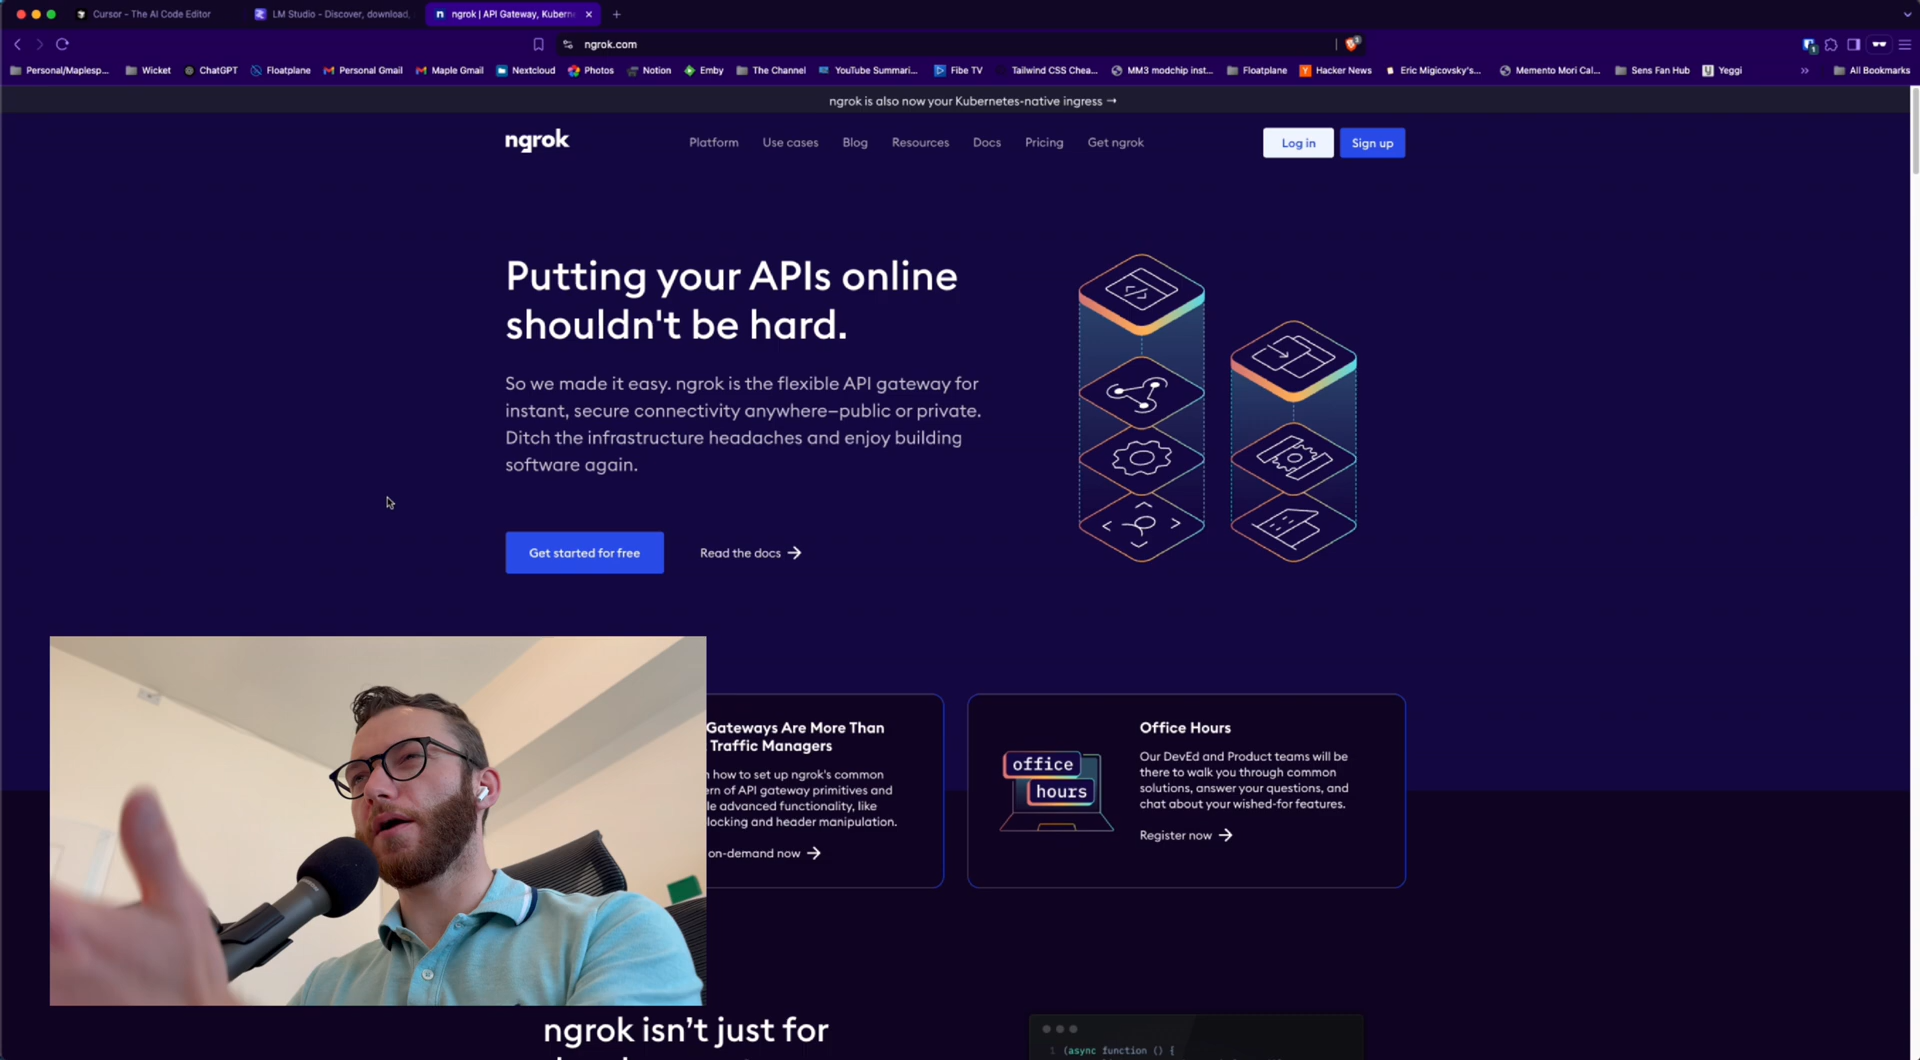 Cursor - The AI Code Editor
LM Studio - Discover, download,
ngrok | API Gateway, Kubern
ngrok.com
Personal/Maplesp...
Wicket
ChatGPT
Floatplane
Personal Gmail
Maple Gmail
Nextcloud
Photos
Notion
Emby
The Channel
YouTube Summari...
Fibe TV
Tailwind CSS Chea...
MM3 modchip inst...
Floatplane
Hacker News
Eric Migicovsky's...
Memento Mori Cal...
Sens Fan Hub
Yeggi
All Bookmarks
ngrok is also now your Kubernetes-native ingress →
ngrok
Platform
Use cases
Blog
Resources
Docs
Pricing
Get ngrok
Log in
Sign up
Putting your APIs online
shouldn't be hard.
So we made it easy. ngrok is the flexible API gateway for
instant, secure connectivity anywhere—public or private.
Ditch the infrastructure headaches and enjoy building
software again.
Get started for free
Read the docs →
Gateways Are More Than
Traffic Managers
how to set up ngrok's common
ern of API gateway primitives and
le advanced functionality, like
locking and header manipulation.
on-demand now →
office
hours
Office Hours
Our DevEd and Product teams will be
there to walk you through common
solutions, answer your questions, and
chat about your wished-for features.
Register now →
ngrok isn't just for
1 (async function () {